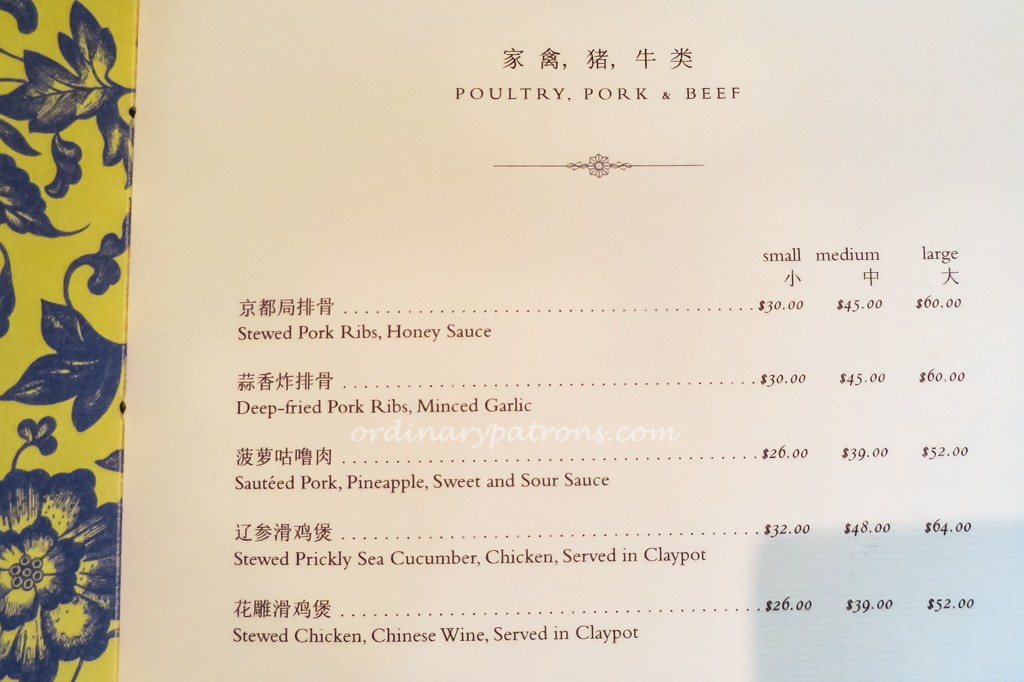 家禽, 猪, 牛类
POULTRY, PORK & BEEF
small medium large
小 中 大
京都局排骨 $30.00 $45.00 $60.00
Stewed Pork Ribs, Honey Sauce
蒜香炸排骨 $30.00 $45.00 $60.00
Deep-fried Pork Ribs, Minced Garlic
ordinarypatrons.com
菠萝咕噜肉 $26.00 $39.00 $52.00
Sautéed Pork, Pineapple, Sweet and Sour Sauce
辽参滑鸡煲 $32.00 $48.00 $64.00
Stewed Prickly Sea Cucumber, Chicken, Served in Claypot
花雕滑鸡煲 $26.00 $39.00 $52.00
Stewed Chicken, Chinese Wine, Served in Claypot